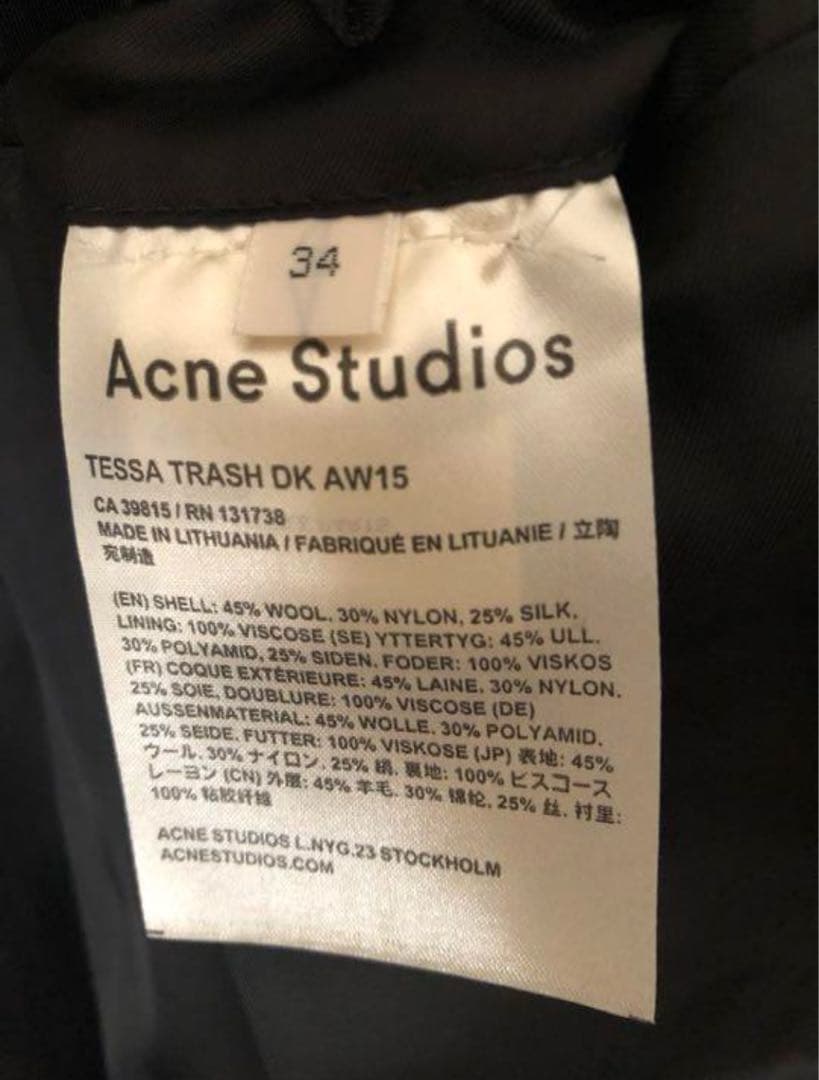 34
Acne Studios
TESSA TRASH DK AW15
CA 39815 / RN 131738
MADE IN LITHUANIA / FABRIQUÉ EN LITUANIE / 立陶
宛制造
(EN) SHELL: 45% WOOL. 30% NYLON, 25% SILK.
LINING: 100% VISCOSE (SE) YTTERTYG: 45% ULL.
30% POLYAMID, 25% SIDEN. FODER: 100% VISKOS
(FR) COQUE EXTÉRIEURE: 45% LAINE. 30% NYLON.
25% SOIE, DOUBLURE: 100% VISCOSE (DE)
AUSSENMATERIAL: 45% WOLLE. 30% POLYAMID.
25% SEIDE. FUTTER: 100% VISKOSE (JP) 表地: 45%
ウール. 30% ナイロン. 25% 絹. 裏地: 100% ビスコース
レーヨン (CN) 外層: 45% 羊毛. 30% 锦纶, 25% 丝. 衬里:
100% 粘胶纤维
ACNE STUDIOS L.NYG.23 STOCKHOLM
ACNESTUDIOS.COM